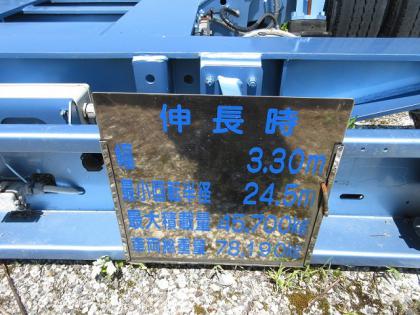 伸長時
幅 3.30m
最小回転半径 24.5m
最大積載量 45,700kg
車両総重量 78,190kg